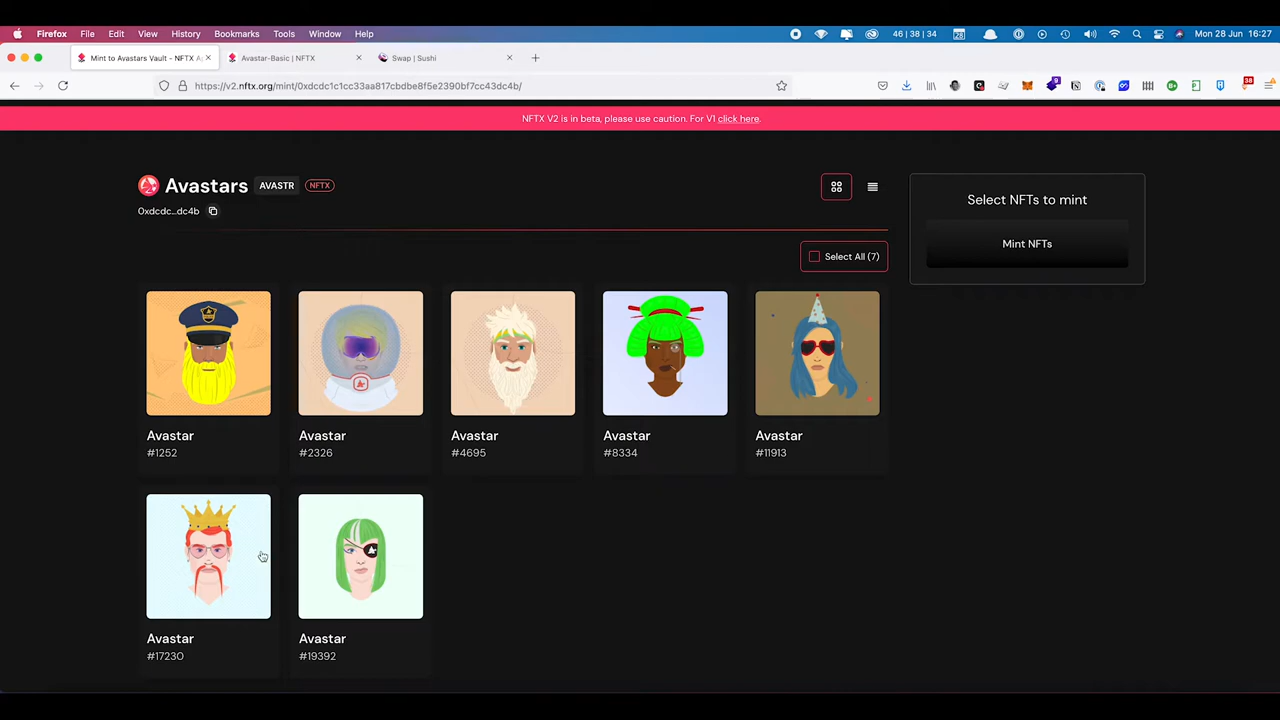 Firefox File Edit View History Bookmarks Tools Window Help 46 | 38 | 34 28 Mon 28 Jun 16:27
Mint to Avastars Vault - NFTX A Avastar-Basic | NFTX Swap | Sushi
https://v2.nftx.org/mint/0xdcdc1c1cc33aa817cbdbe8f5e2390bf7cc43dc4b/ 9 38
NFTX V2 is in beta, please use caution. For V1 click here.
Avastars AVASTR NFTX
0xdcdc...dc4b
Select NFTs to mint
Mint NFTs
Select All (7)
Avastar
#1252
Avastar
#2326
Avastar
#4695
Avastar
#8334
Avastar
#11913
Avastar
#17230
Avastar
#19392